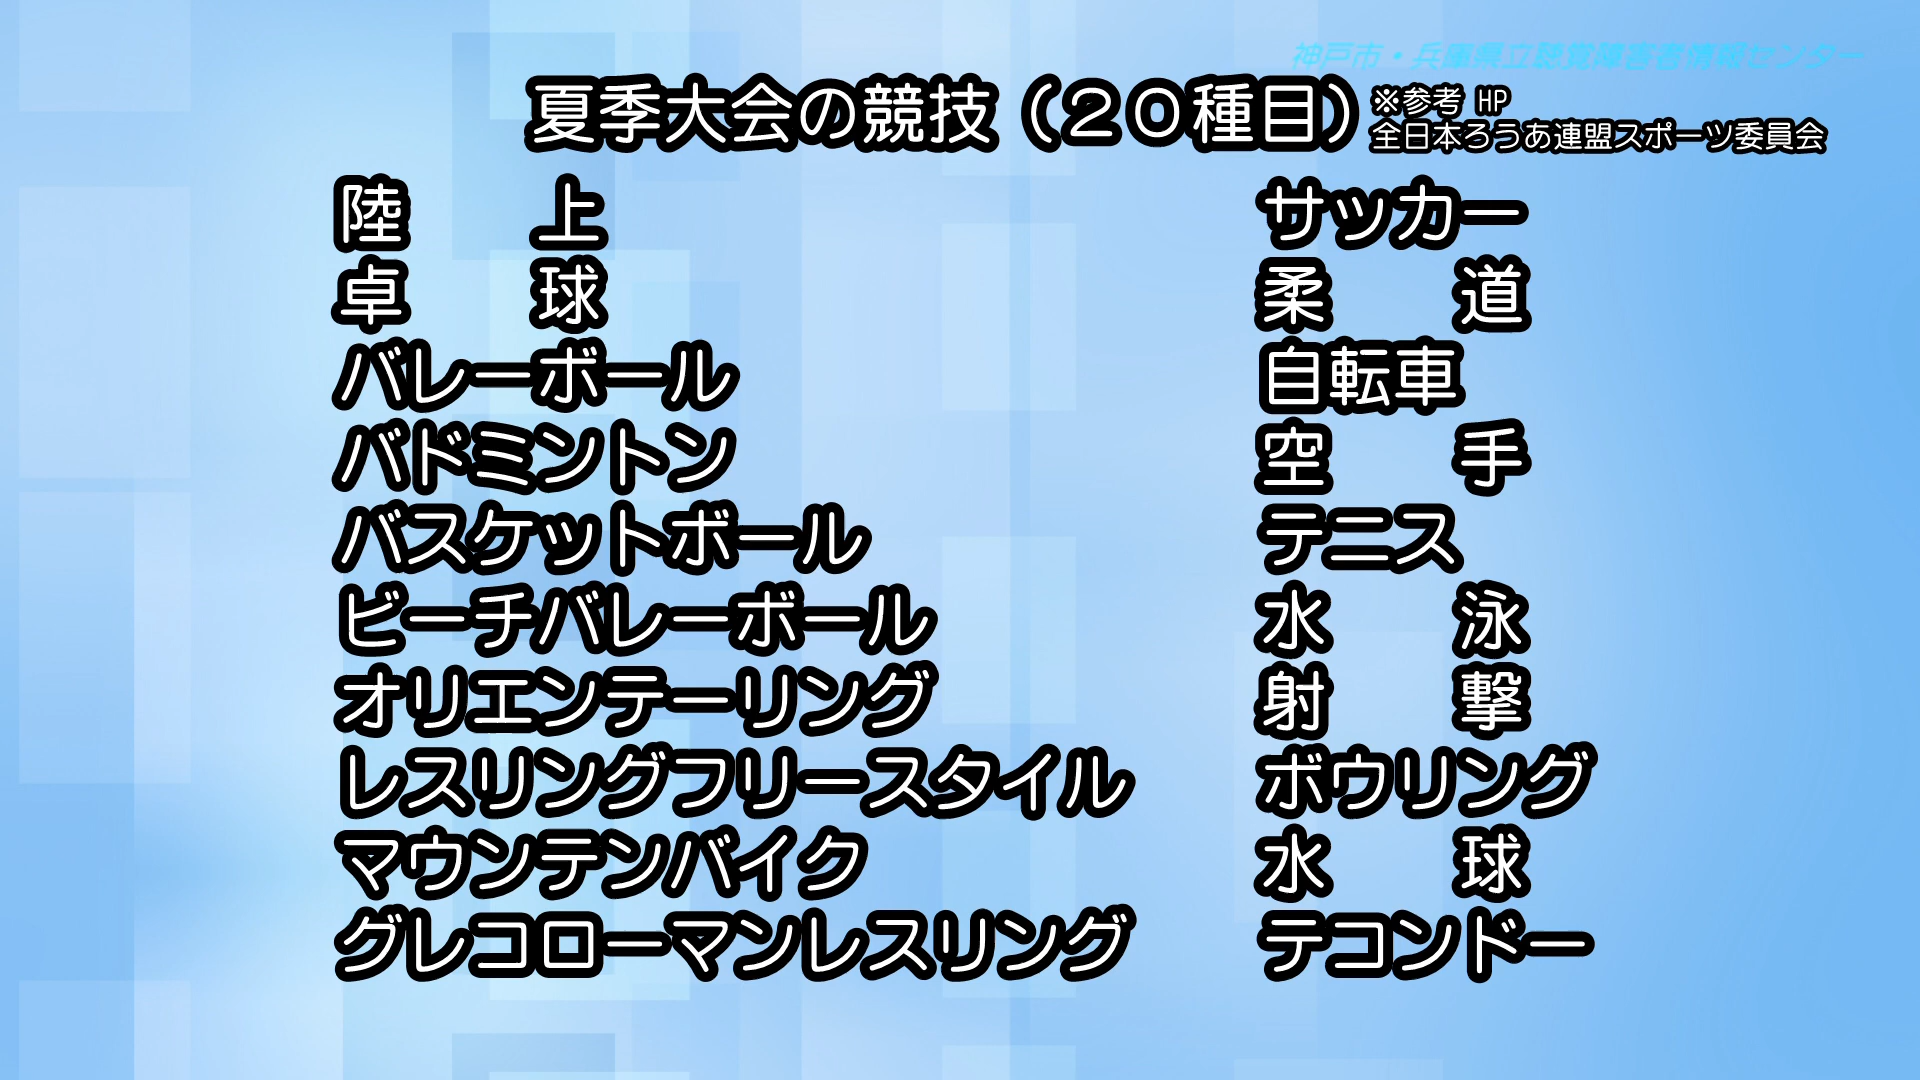 神戸市・兵庫県立聴覚障害者情報センター
夏季大会の競技（２０種目）
※参考 HP
全日本ろうあ連盟スポーツ委員会
陸　　上
卓　　球
バレーボール
バドミントン
バスケットボール
ビーチバレーボール
オリエンテーリング
レスリングフリースタイル
マウンテンバイク
グレコローマンレスリング
サッカー
柔　　道
自転車
空　　手
テニス
水　　泳
射　　撃
ボウリング
水　　球
テコンドー